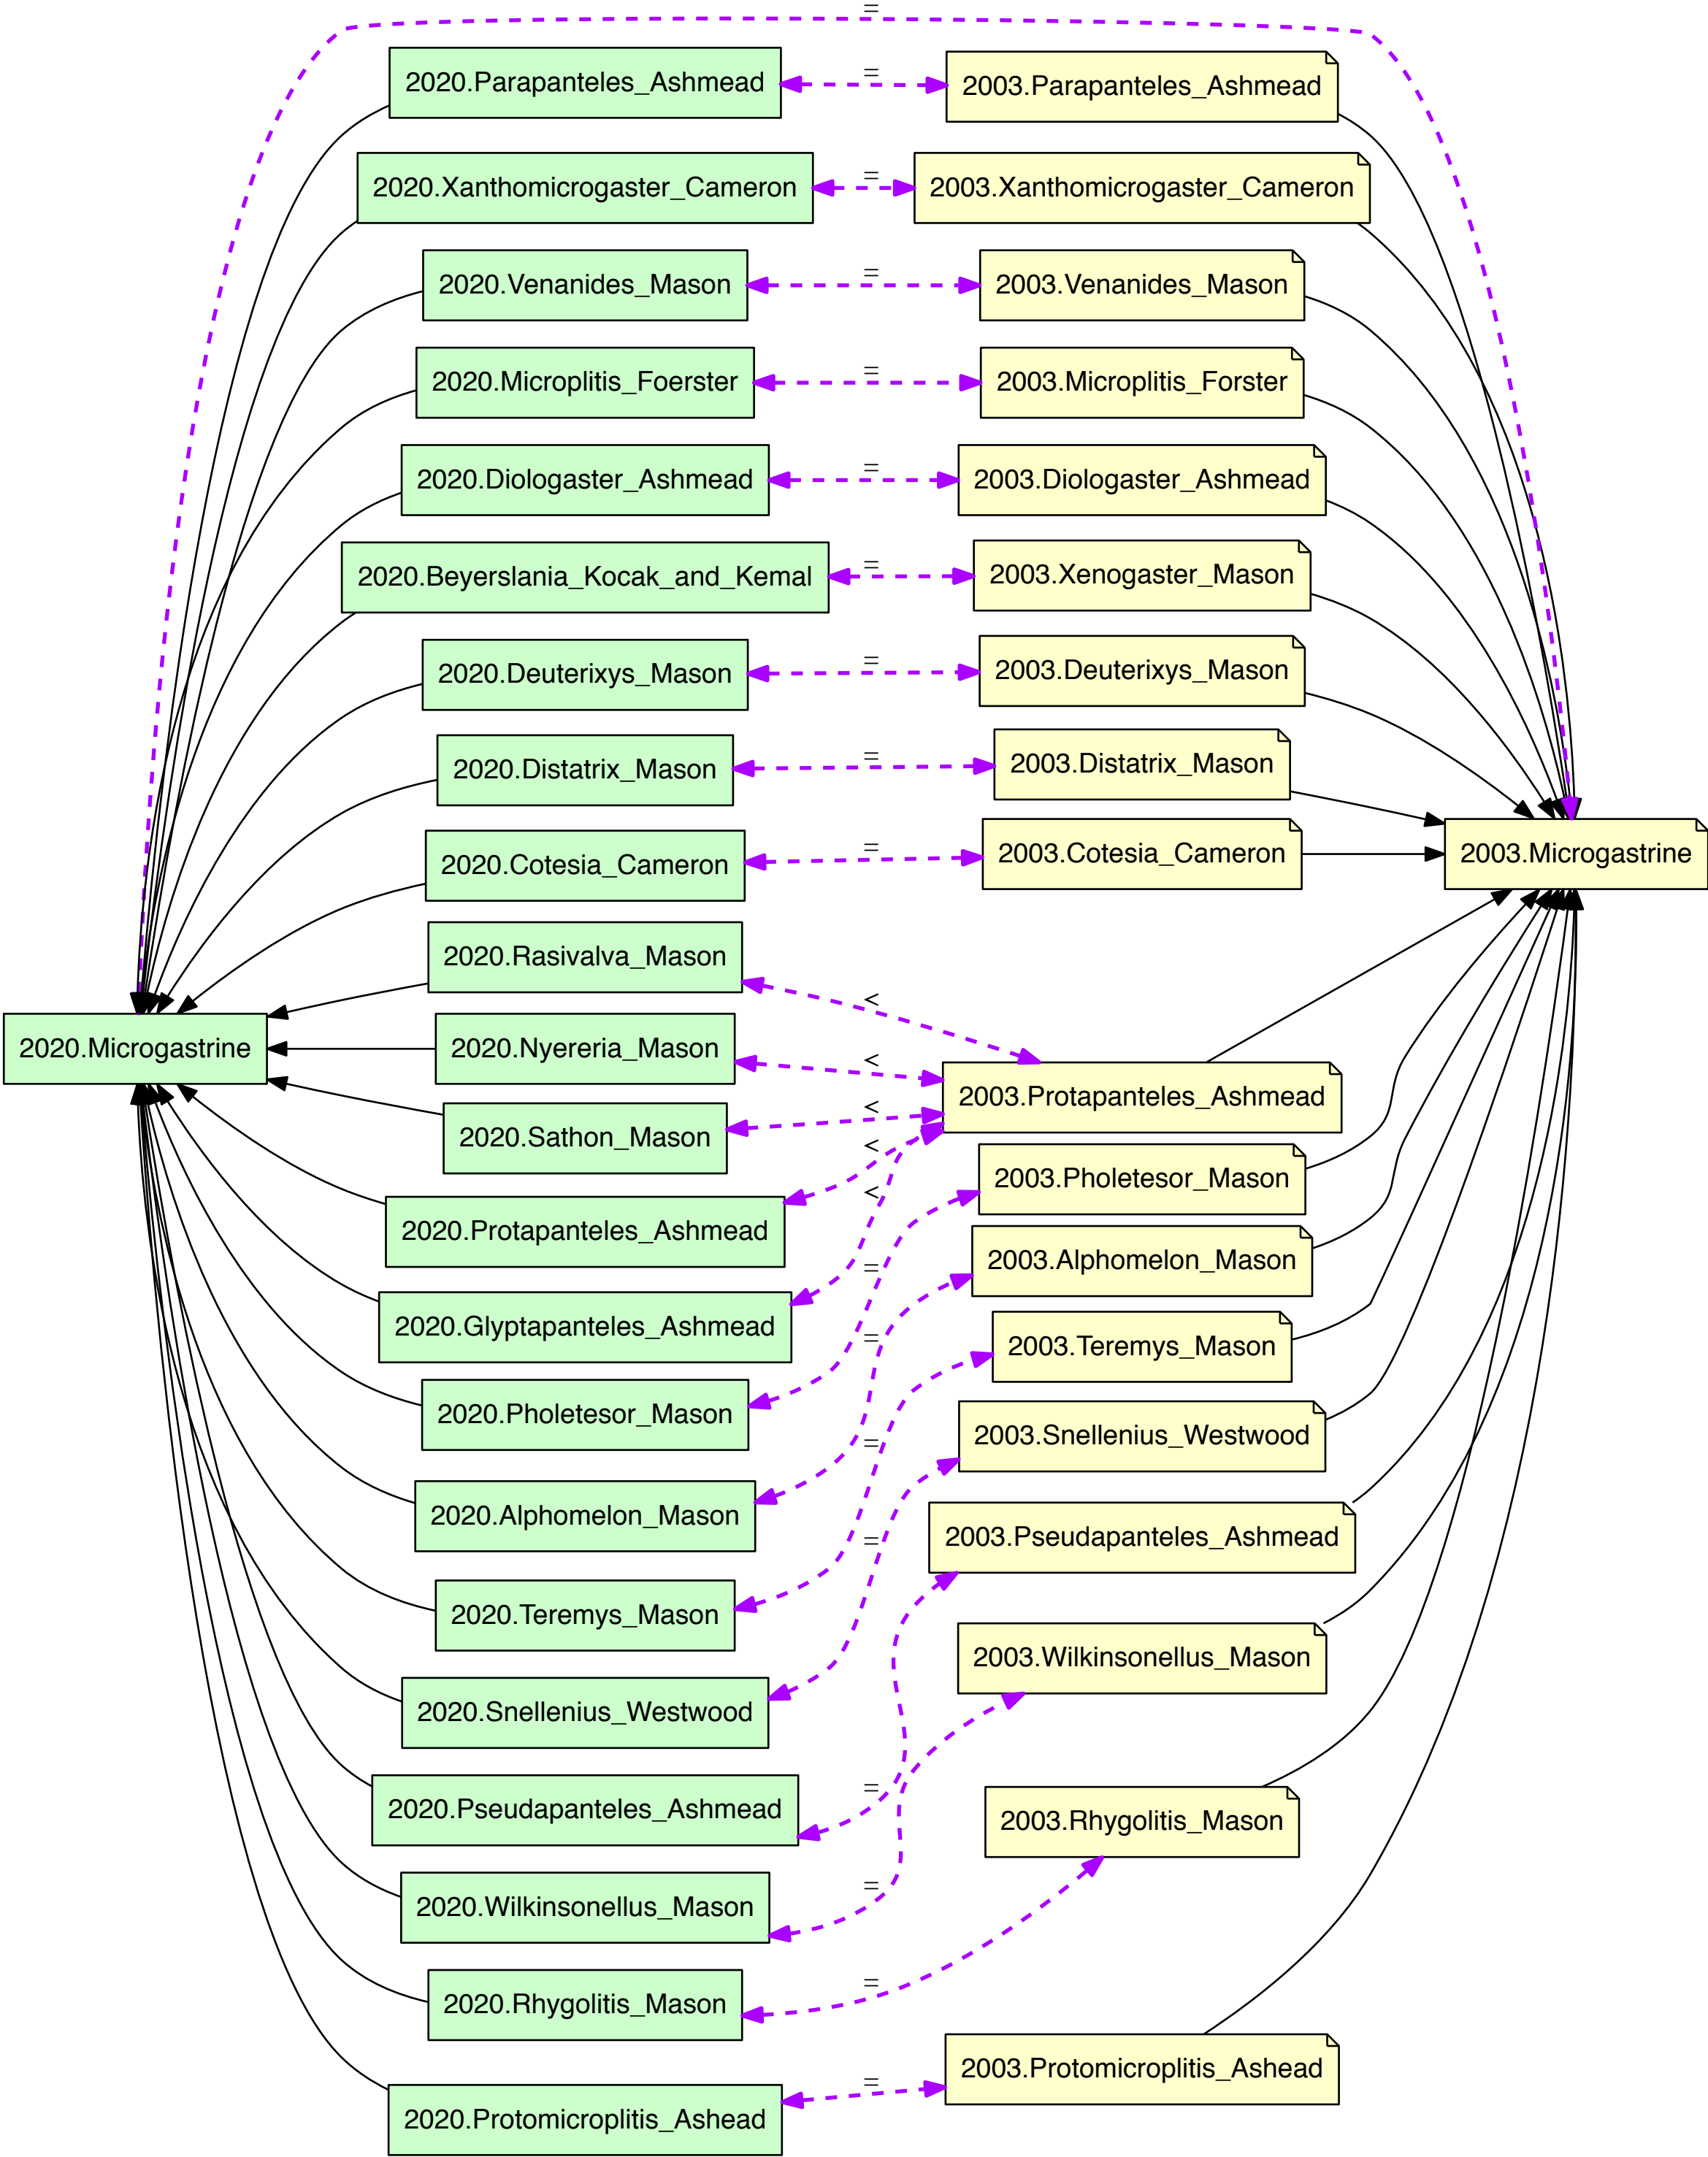 =
2020.Parapanteles_Ashmead = 2003.Parapanteles_Ashmead
2020.Xanthomicrogaster_Cameron = 2003.Xanthomicrogaster_Cameron
2020.Venanides_Mason = 2003.Venanides_Mason
2020.Microplitis_Foerster = 2003.Microplitis_Forster
2020.Diologaster_Ashmead = 2003.Diologaster_Ashmead
2020.Beyerslania_Kocak_and_Kemal = 2003.Xenogaster_Mason
2020.Deuterixys_Mason = 2003.Deuterixys_Mason
2020.Distatrix_Mason = 2003.Distatrix_Mason
2020.Cotesia_Cameron = 2003.Cotesia_Cameron
2003.Microgastrine
2020.Rasivalva_Mason <
2020.Microgastrine
2020.Nyereria_Mason <
2003.Protapanteles_Ashmead
2020.Sathon_Mason <
<
2003.Pholetesor_Mason
<
2020.Protapanteles_Ashmead
2003.Alphomelon_Mason
=
2020.Glyptapanteles_Ashmead
=
2003.Teremys_Mason
2020.Pholetesor_Mason
2003.Snellenius_Westwood
=
2020.Alphomelon_Mason
2003.Pseudapanteles_Ashmead
=
2020.Teremys_Mason
2003.Wilkinsonellus_Mason
2020.Snellenius_Westwood
=
2020.Pseudapanteles_Ashmead
2003.Rhygolitis_Mason
=
2020.Wilkinsonellus_Mason
=
2020.Rhygolitis_Mason
2003.Protomicroplitis_Ashead
=
2020.Protomicroplitis_Ashead